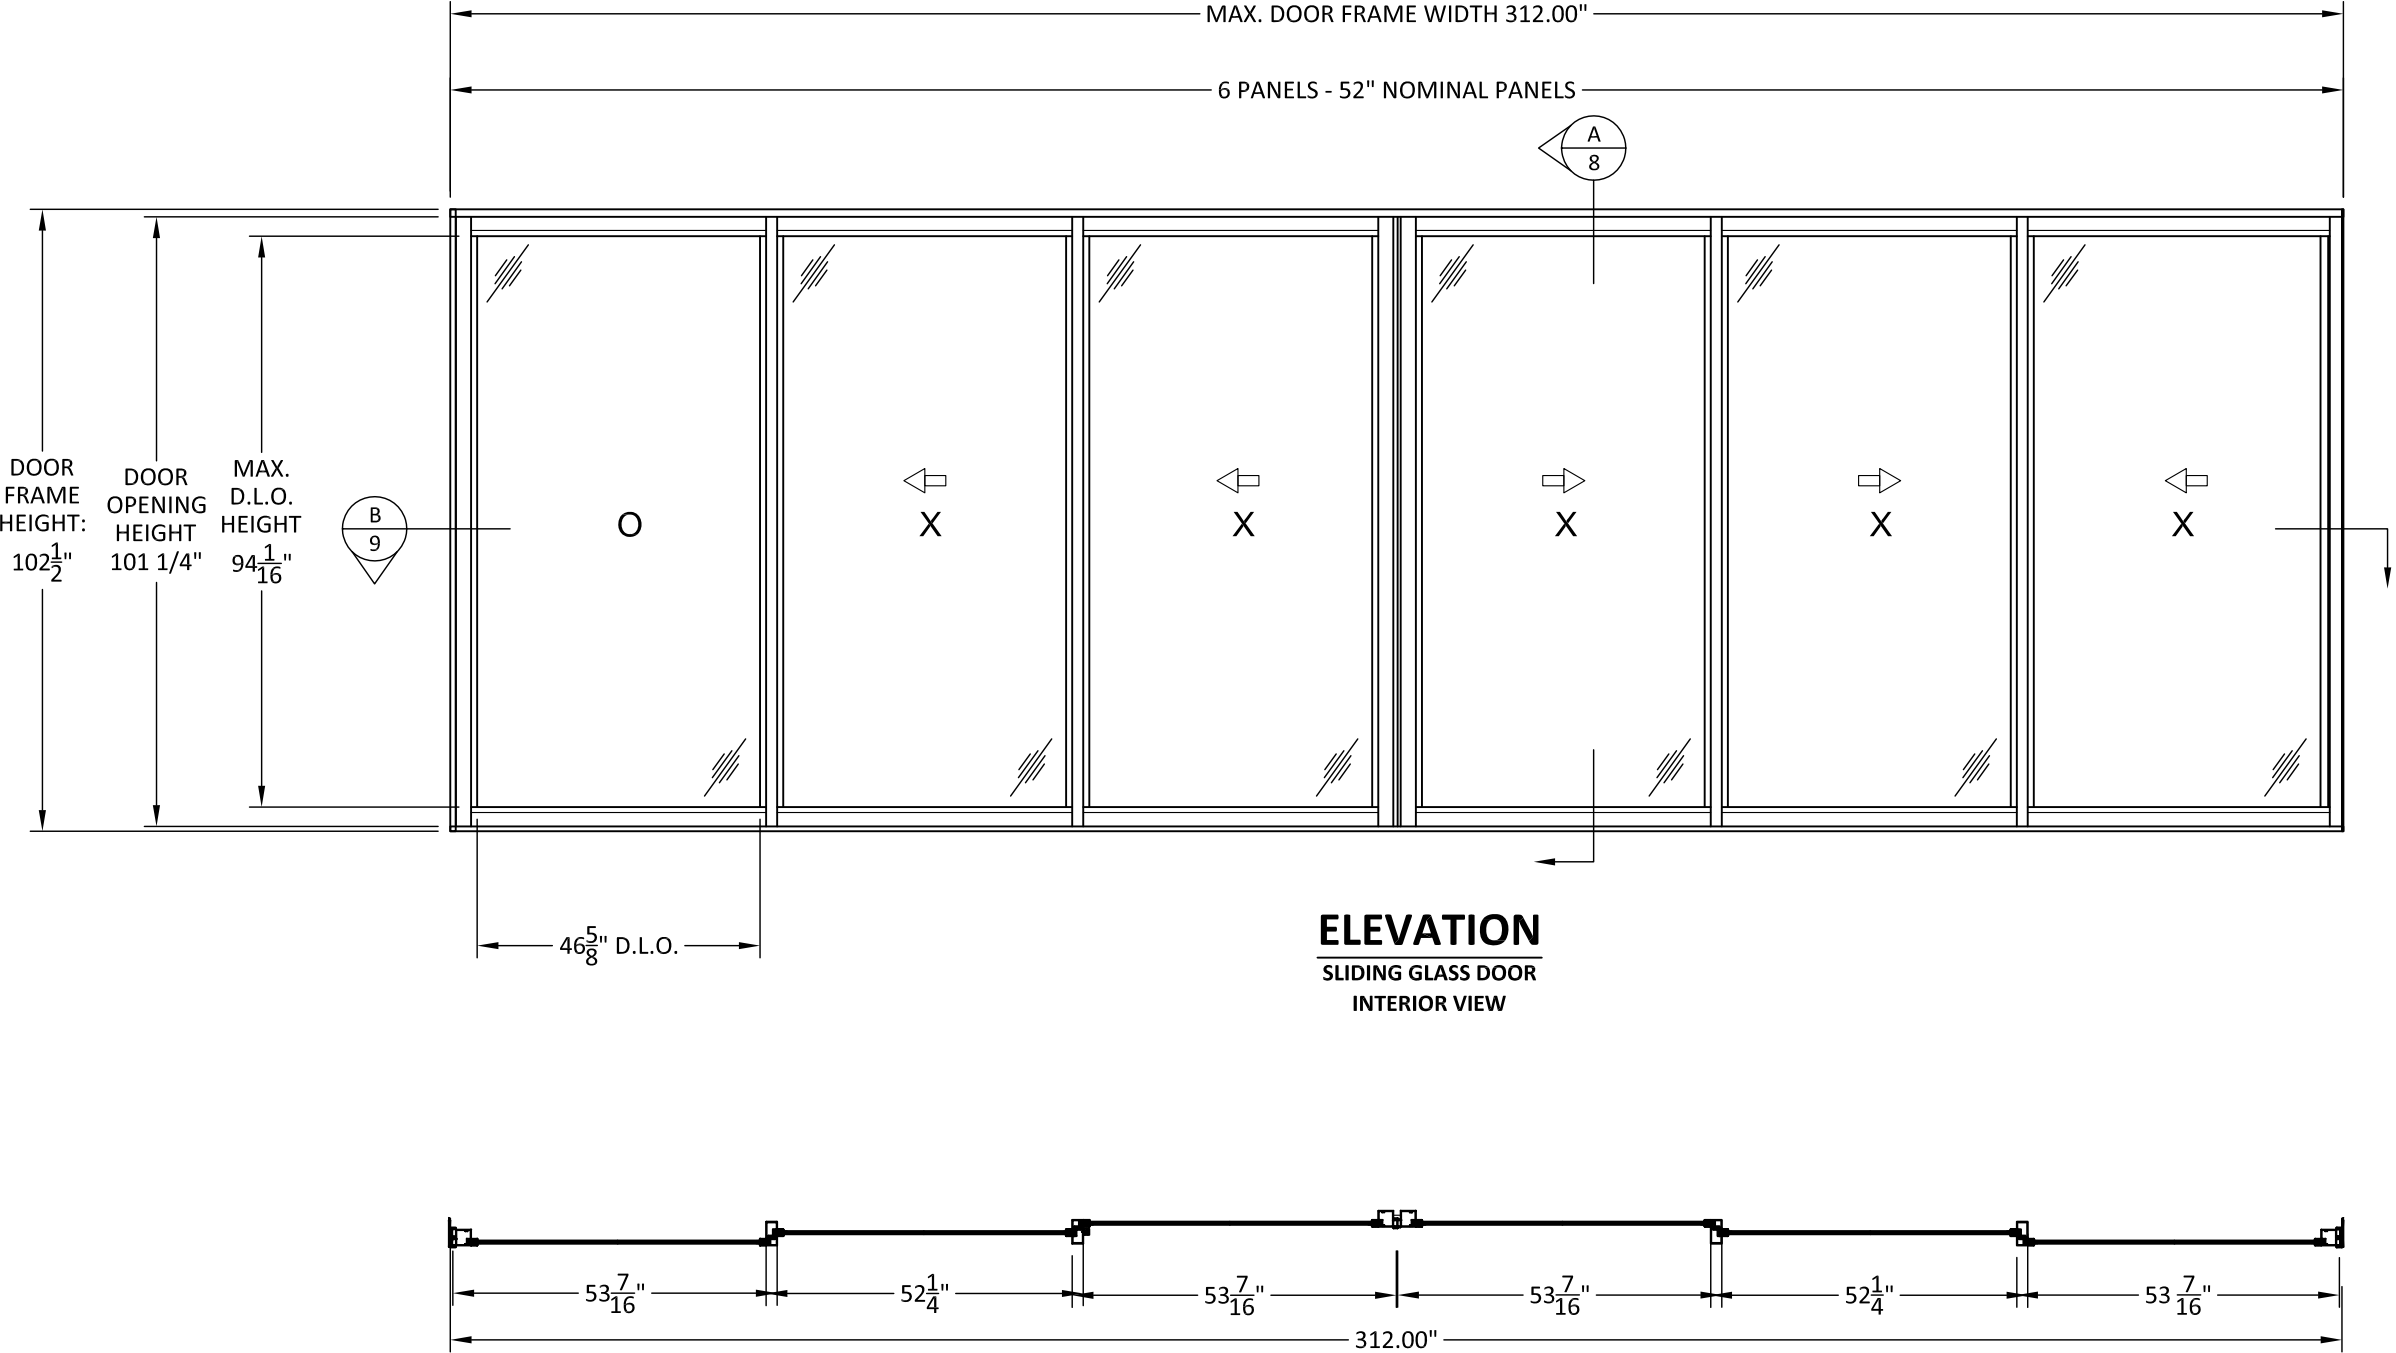 MAX. DOOR FRAME WIDTH 312.00"
6 PANELS - 52" NOMINAL PANELS
A
8
DOOR
FRAME
HEIGHT:
102 1/2"
DOOR
OPENING
HEIGHT
101 1/4"
MAX.
D.L.O.
HEIGHT
94 1/16"
B
9
O
X
X
X
X
X
46 5/8" D.L.O.
ELEVATION
SLIDING GLASS DOOR
INTERIOR VIEW
53 7/16"
52 1/4"
53 7/16"
53 7/16"
52 1/4"
53 7/16"
312.00"